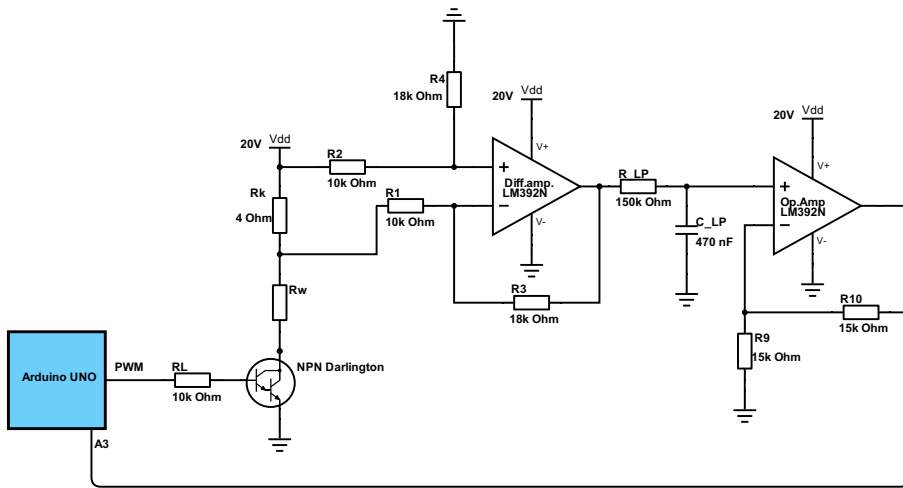 R4
18k Ohm
20V Vdd
20V Vdd
20V Vdd
R2
10k Ohm
V+
+
Diff.amp.
LM392N
−
V-
R_LP
150k Ohm
V+
+
Op.Amp
LM392N
−
V-
Rk
4 Ohm
R1
10k Ohm
C_LP
470 nF
Rw
R3
18k Ohm
R10
15k Ohm
R9
15k Ohm
Arduino UNO
PWM
RL
10k Ohm
NPN Darlington
A3